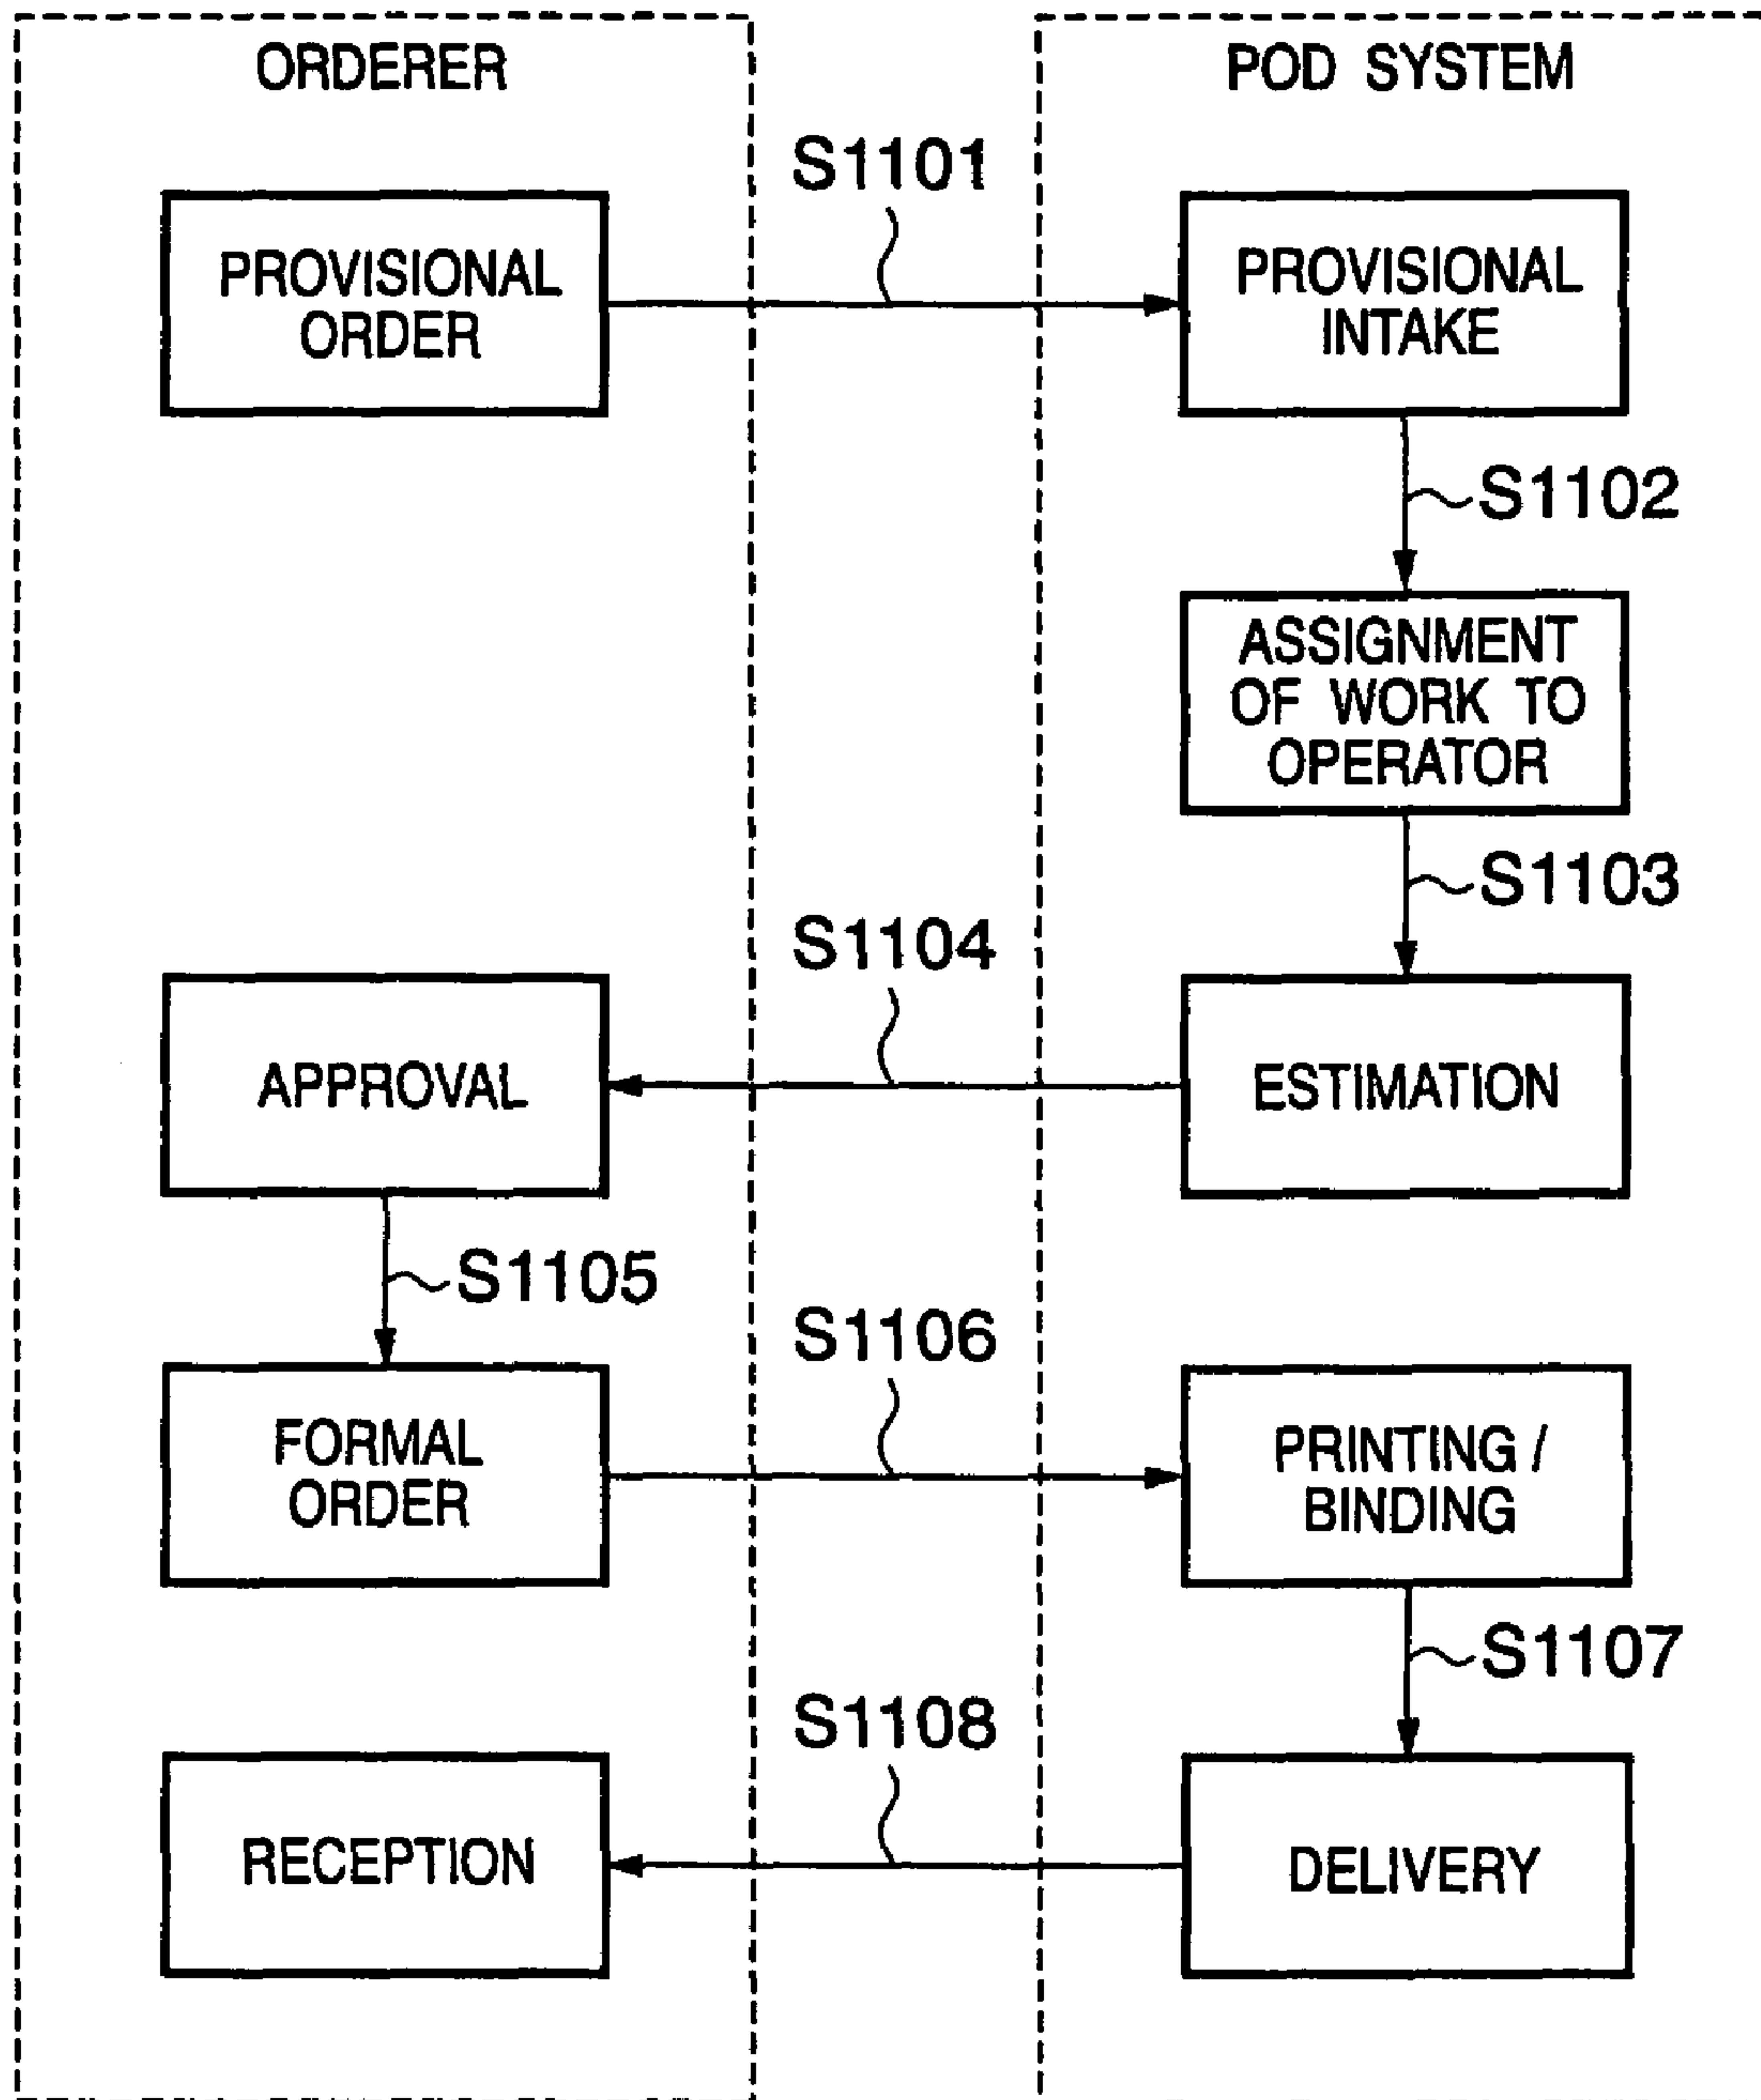 ORDERER
POD SYSTEM
S1101
PROVISIONAL
ORDER
PROVISIONAL
INTAKE
S1102
ASSIGNMENT
OF WORK TO
OPERATOR
S1103
S1104
APPROVAL
ESTIMATION
S1105
S1106
FORMAL
ORDER
PRINTING /
BINDING
S1107
S1108
RECEPTION
DELIVERY